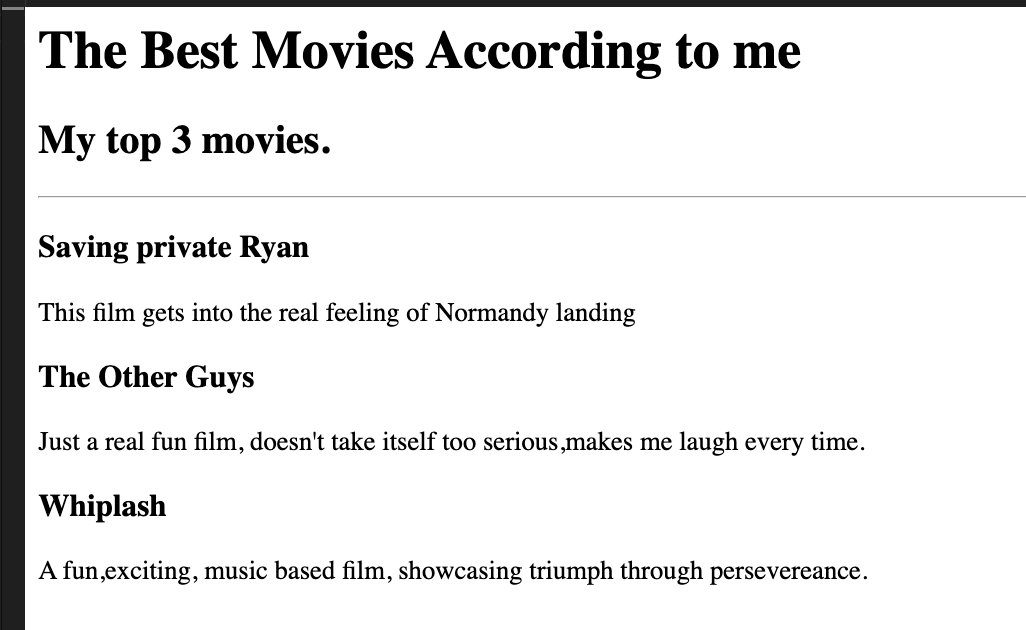 The Best Movies According to me
My top 3 movies.
Saving private Ryan
This film gets into the real feeling of Normandy landing
The Other Guys
Just a real fun film, doesn't take itself too serious,makes me laugh every time.
Whiplash
A fun,exciting, music based film, showcasing triumph through persevereance.